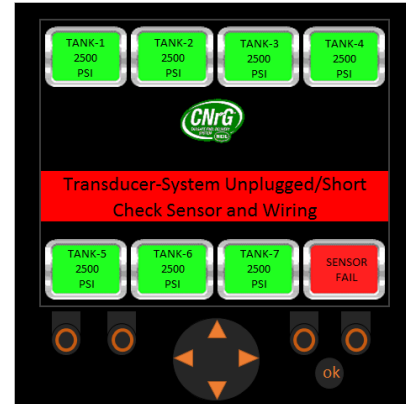 TANK-1
2500
PSI
TANK-2
2500
PSI
TANK-3
2500
PSI
TANK-4
2500
PSI
CNrG
Transducer-System Unplugged/Short
Check Sensor and Wiring
TANK-5
2500
PSI
TANK-6
2500
PSI
TANK-7
2500
PSI
SENSOR
FAIL
ok